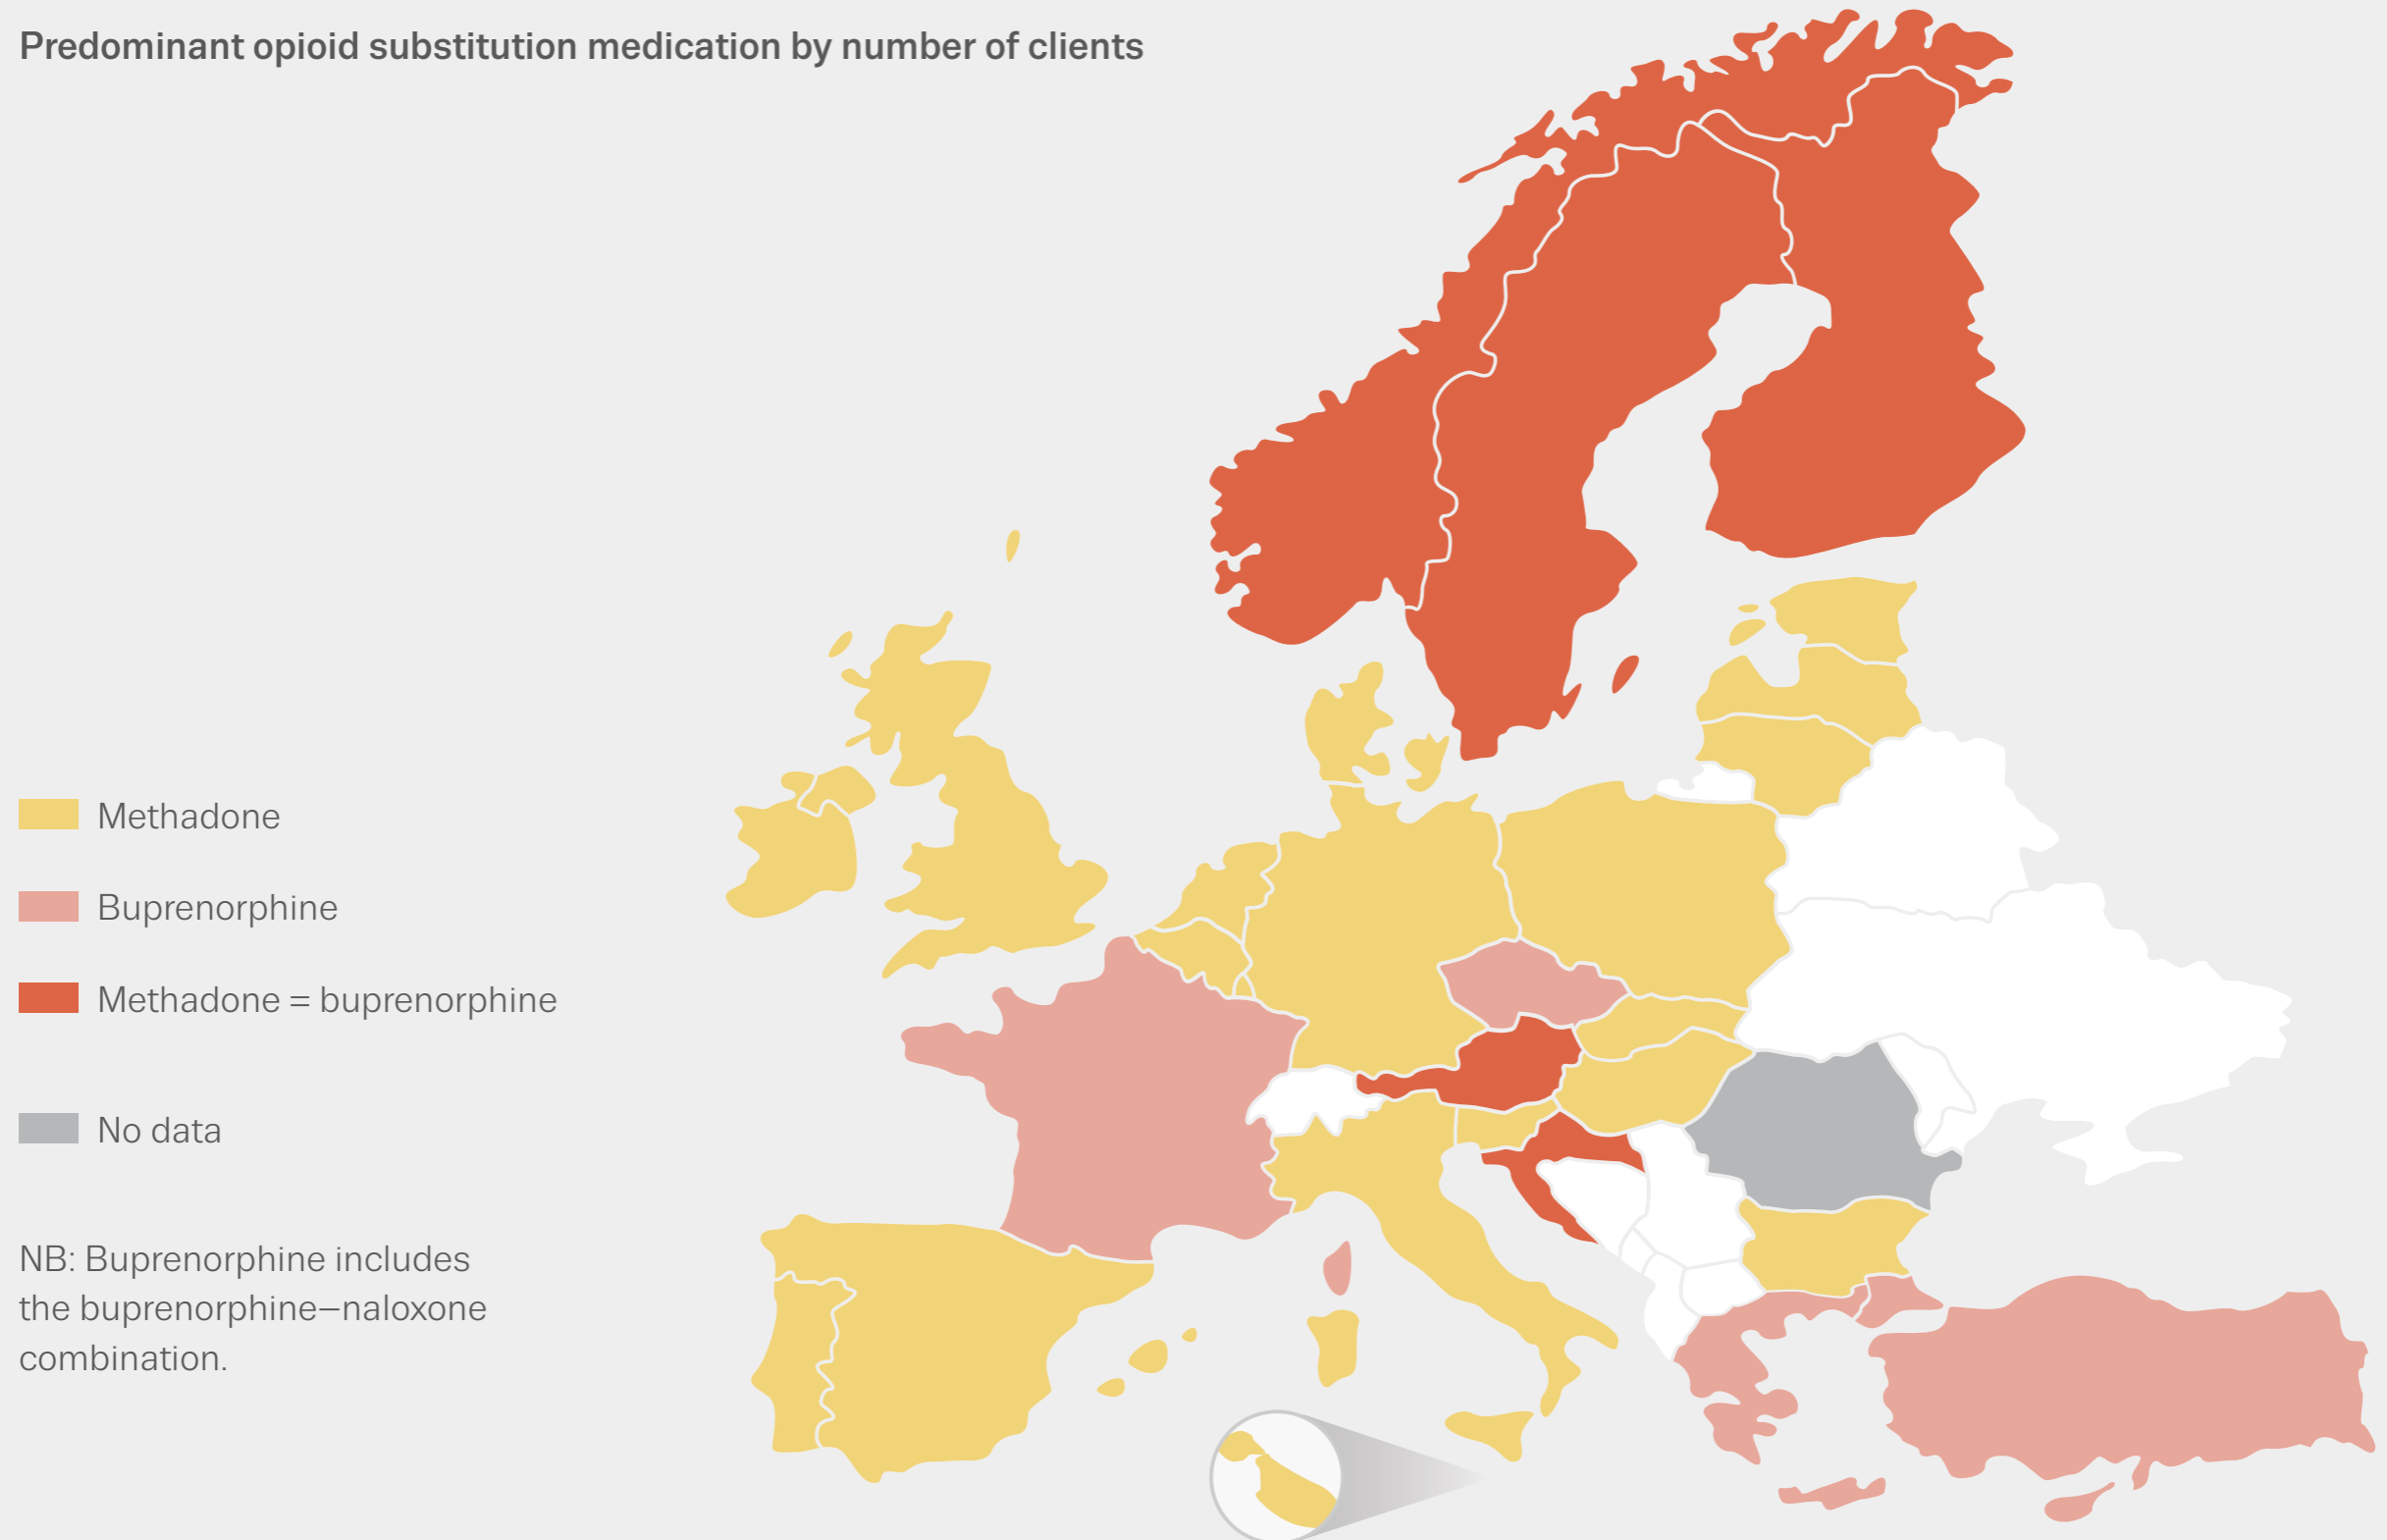 Predominant opioid substitution medication by number of clients
Methadone
Buprenorphine
Methadone = buprenorphine
No data
NB: Buprenorphine includes
the buprenorphine–naloxone
combination.